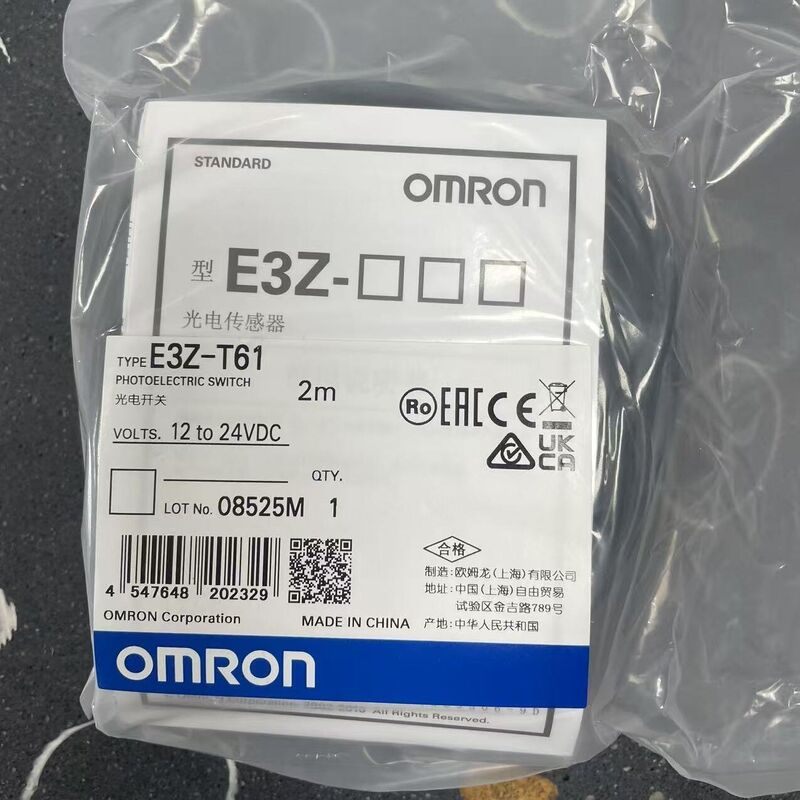 STANDARD
OMRON
型 E3Z-□□□
光电传感器
TYPE E3Z-T61
PHOTOELECTRIC SWITCH
光电开关
2m
Ro EAC CE
UK CA
VOLTS. 12 to 24VDC
QTY.
LOT No. 08525M 1
合格
制造: 欧姆龙(上海)有限公司
地址: 中国(上海)自由贸易
试验区金吉路789号
产地: 中华人民共和国
4 547648 202329
OMRON Corporation
MADE IN CHINA
OMRON
All Rights Reserved.